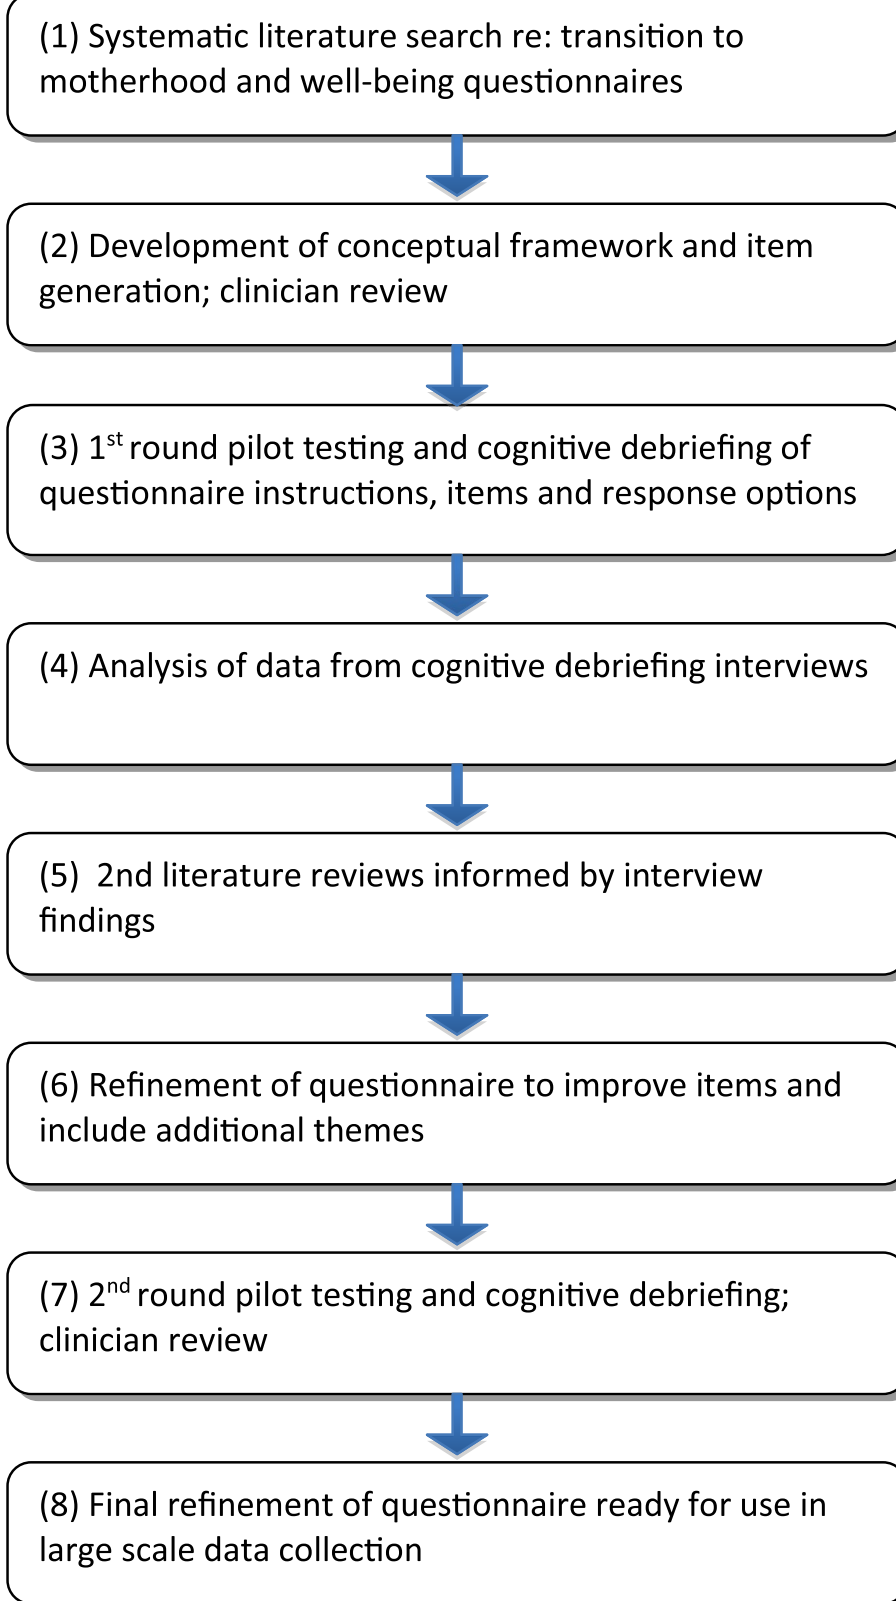 (1) Systematic literature search re: transition to
motherhood and well-being questionnaires
(2) Development of conceptual framework and item
generation; clinician review
(3) 1st round pilot testing and cognitive debriefing of
questionnaire instructions, items and response options
(4) Analysis of data from cognitive debriefing interviews
(5)  2nd literature reviews informed by interview
findings
(6) Refinement of questionnaire to improve items and
include additional themes
(7) 2nd round pilot testing and cognitive debriefing;
clinician review
(8) Final refinement of questionnaire ready for use in
large scale data collection